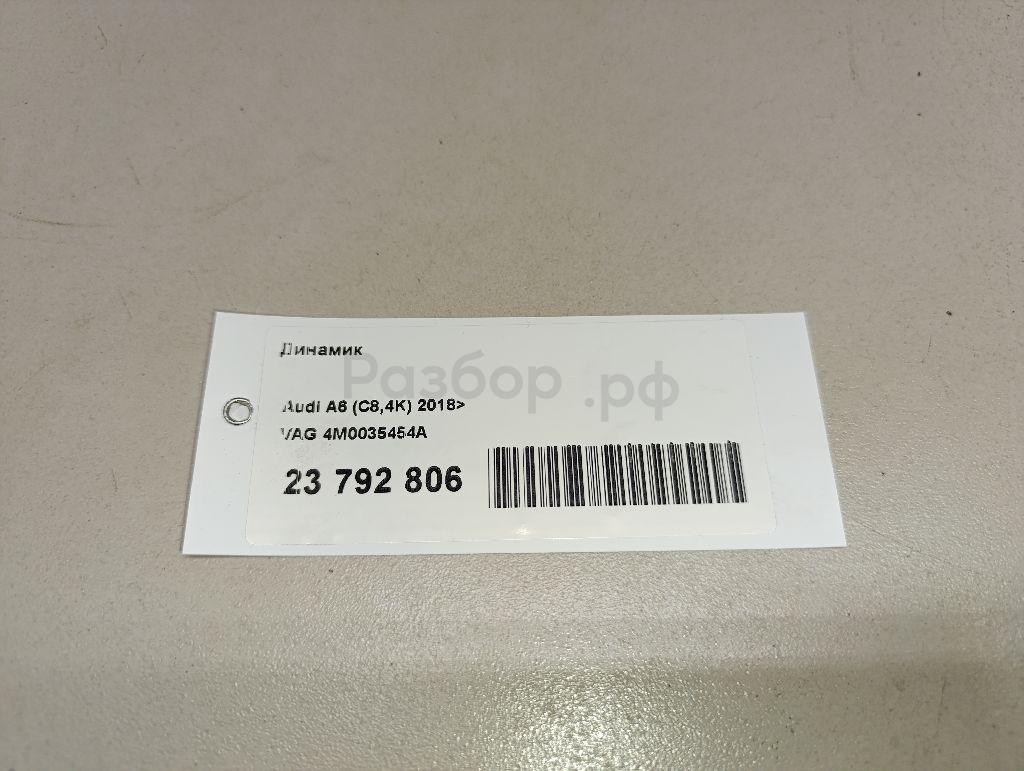 Динамик
Разбор .рф
Audi A6 (C8,4K) 2018>
VAG 4M0035454A
23 792 806